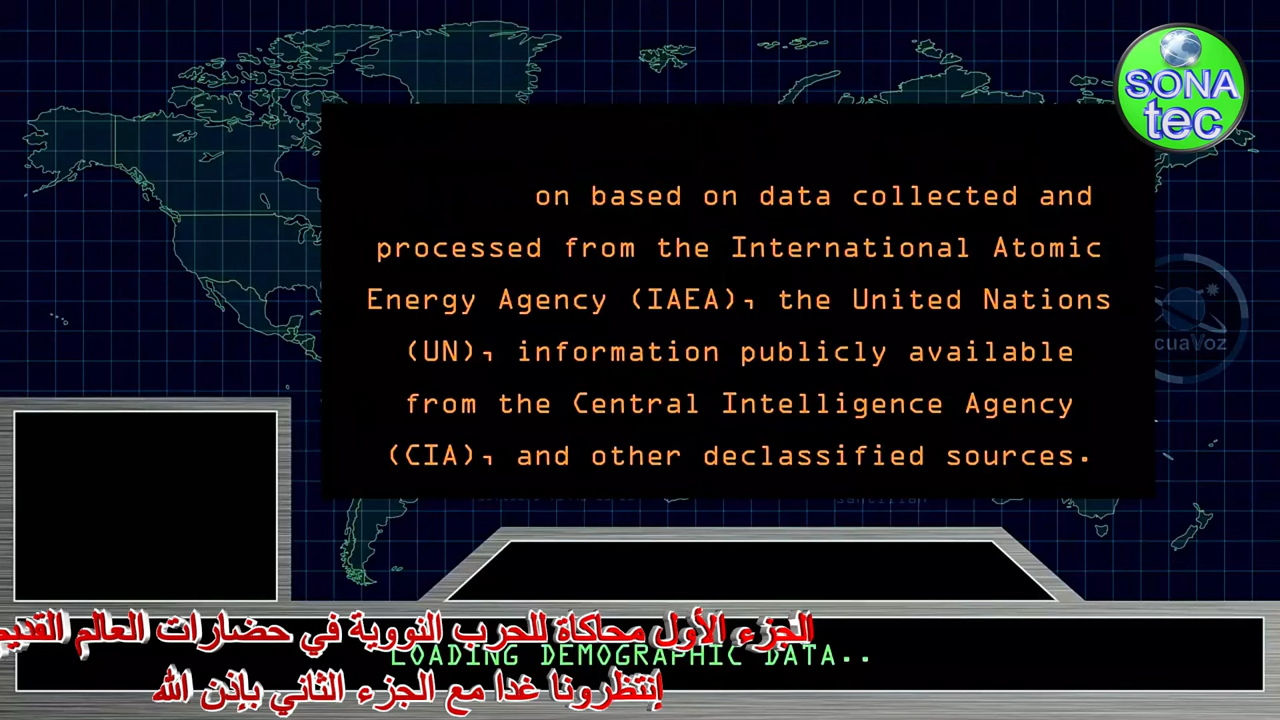 SONA
tec
on based on data collected and
processed from the International Atomic
Energy Agency (IAEA), the United Nations
(UN), information publicly available
from the Central Intelligence Agency
(CIA), and other declassified sources.
cuaVoz
الجزء الأول محاكاة للحرب النووية في حضارات العالم القديم
LOADING DEMOGRAPHIC DATA..
إنتظرونا غدا مع الجزء الثاني بإذن الله